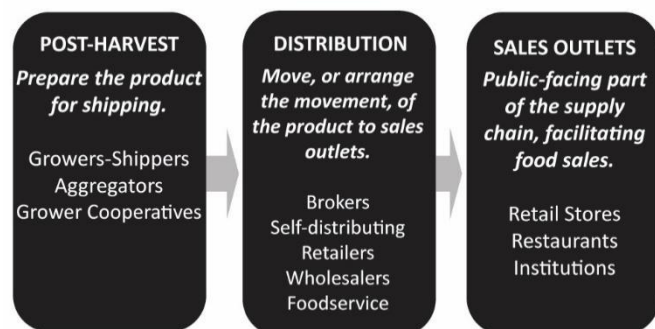 POST-HARVEST
Prepare the product
for shipping.
Growers-Shippers
Aggregators
Grower Cooperatives
DISTRIBUTION
Move, or arrange
the movement, of
the product to sales
outlets.
Brokers
Self-distributing
Retailers
Wholesalers
Foodservice
SALES OUTLETS
Public-facing part
of the supply
chain, facilitating
food sales.
Retail Stores
Restaurants
Institutions